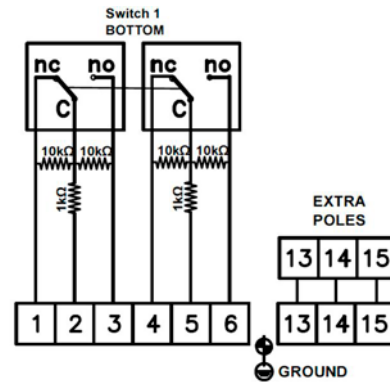 Switch 1
BOTTOM
nc no nc no
C C
10kΩ 10kΩ 10kΩ 10kΩ
1kΩ 1kΩ
EXTRA
POLES
13 14 15
1 2 3 4 5 6 13 14 15
GROUND